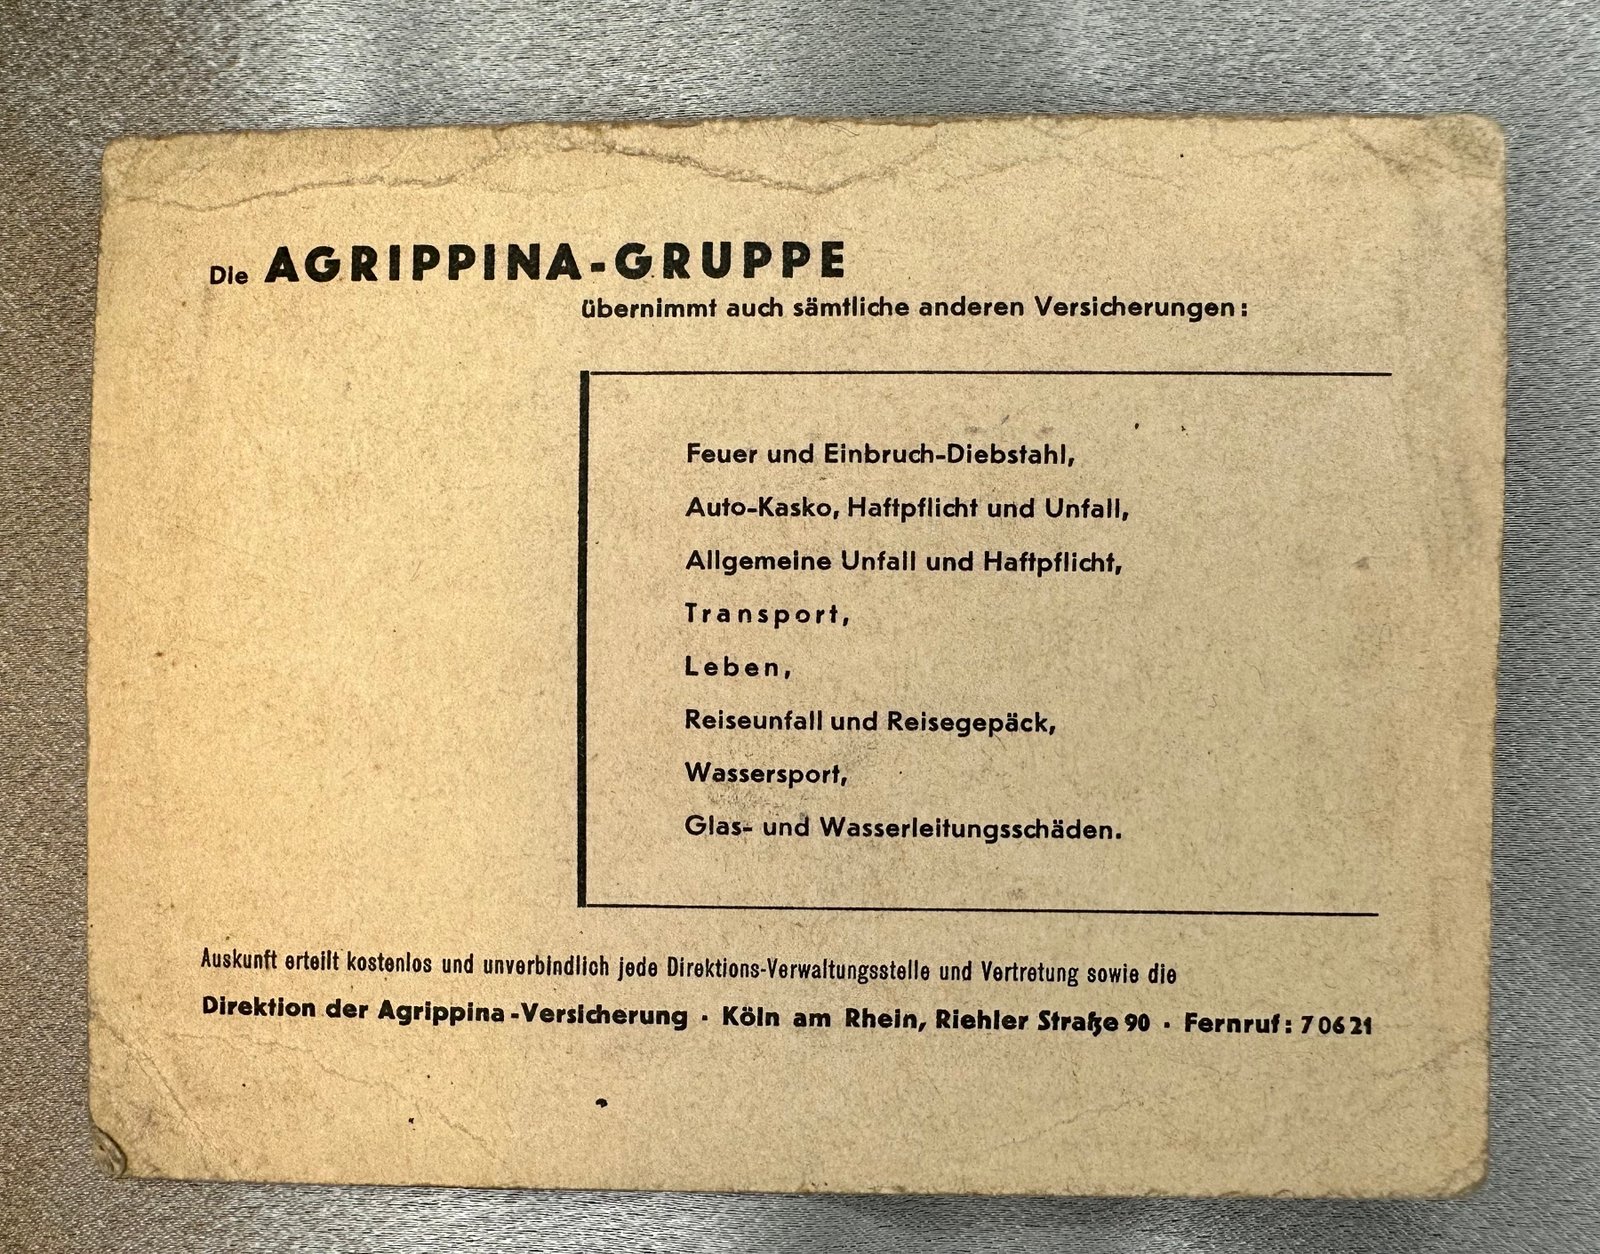 Die AGRIPPINA-GRUPPE
übernimmt auch sämtliche anderen Versicherungen:
Feuer und Einbruch-Diebstahl,
Auto-Kasko, Haftpflicht und Unfall,
Allgemeine Unfall und Haftpflicht,
Transport,
Leben,
Reiseunfall und Reisegepäck,
Wassersport,
Glas- und Wasserleitungsschäden.
Auskunft erteilt kostenlos und unverbindlich jede Direktions-Verwaltungsstelle und Vertretung sowie die
Direktion der Agrippina-Versicherung · Köln am Rhein, Riehler Straße 90 · Fernruf: 70621